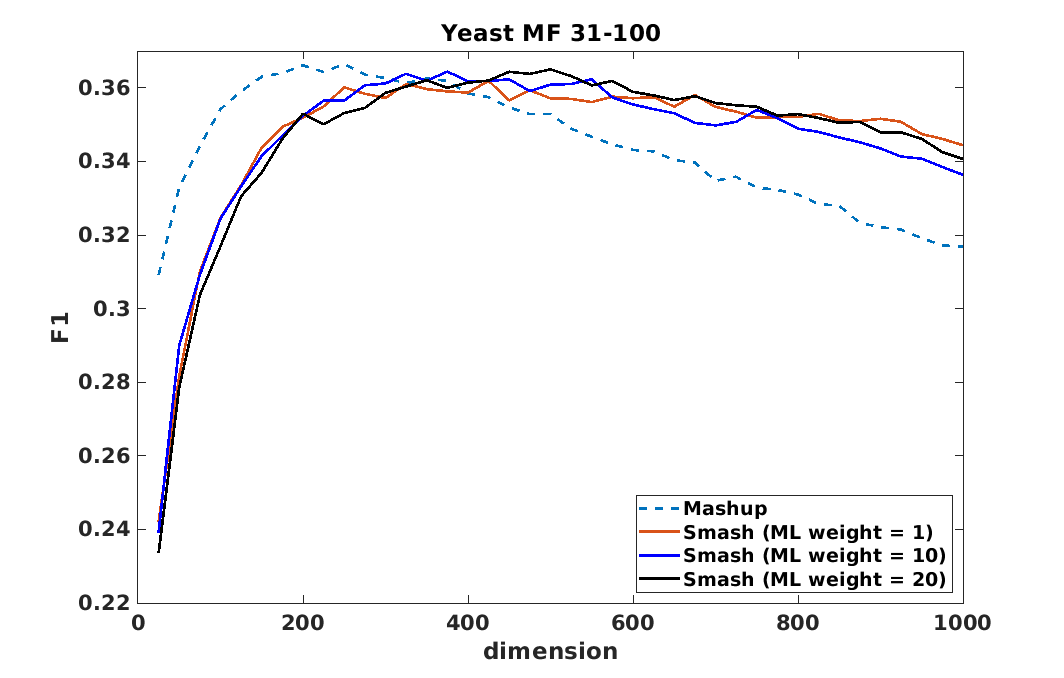 Yeast MF 31-100
0.36
0.34
0.32
0.3
0.28
0.26
0.24
0.22
F1
0 200 400 600 800 1000
dimension
Mashup
Smash (ML weight = 1)
Smash (ML weight = 10)
Smash (ML weight = 20)